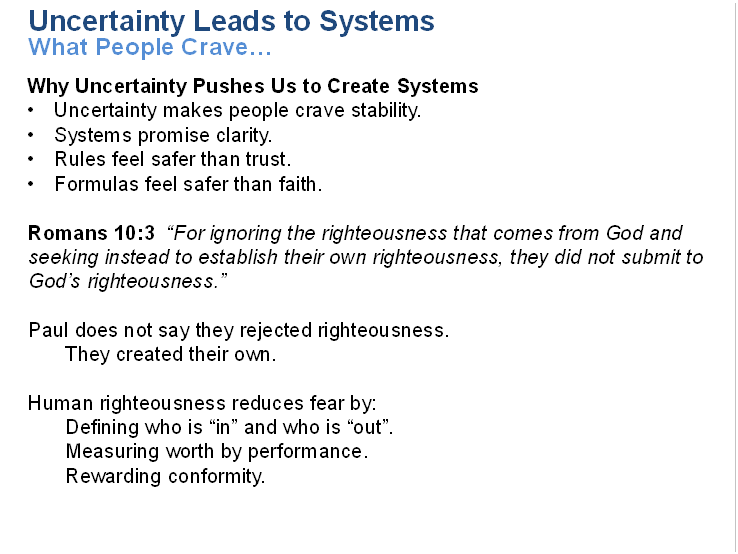 Uncertainty Leads to Systems
What People Crave…
Why Uncertainty Pushes Us to Create Systems
• Uncertainty makes people crave stability.
• Systems promise clarity.
• Rules feel safer than trust.
• Formulas feel safer than faith.
Romans 10:3 “For ignoring the righteousness that comes from God and
seeking instead to establish their own righteousness, they did not submit to
God’s righteousness.”
Paul does not say they rejected righteousness.
They created their own.
Human righteousness reduces fear by:
Defining who is “in” and who is “out”.
Measuring worth by performance.
Rewarding conformity.